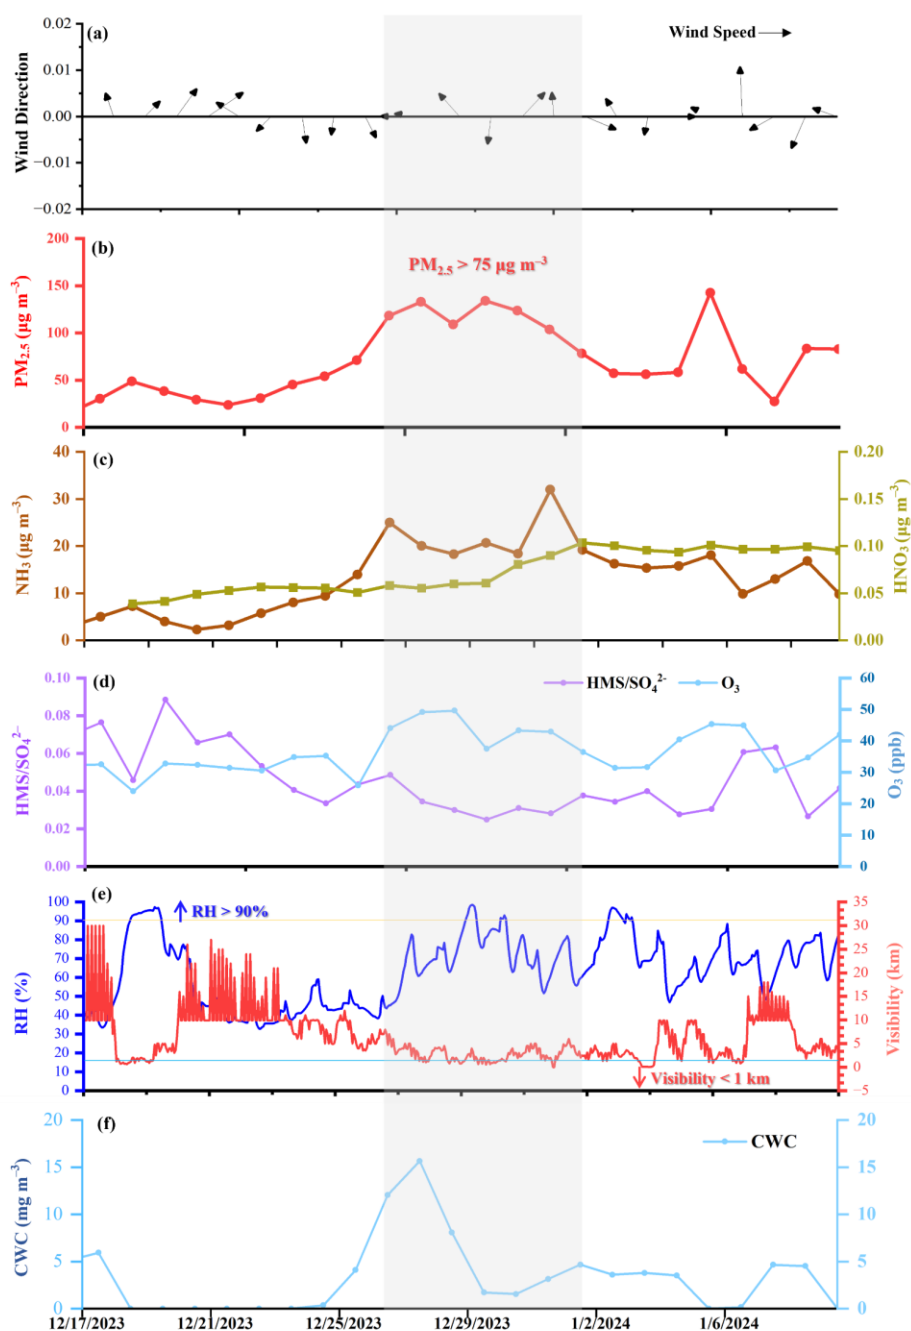 (a)
Wind Speed
Wind Direction
0.02
0.01
0.00
−0.01
−0.02
(b)
PM2.5 > 75 μg m−3
PM2.5 (μg m−3)
200
150
100
50
0
(c)
NH3 (μg m−3)
40
30
20
10
0
HNO3 (μg m−3)
0.20
0.15
0.10
0.05
0.00
(d)
HMS/SO42-
O3
HMS/SO42-
0.10
0.08
0.06
0.04
0.02
0.00
O3 (ppb)
60
50
40
30
20
10
0
(e)
RH > 90%
RH (%)
100
90
80
70
60
50
40
30
20
10
0
Visibility (km)
35
30
25
20
15
10
5
0
−5
Visibility < 1 km
(f)
CWC
CWC (mg m−3)
20
15
10
5
0
20
15
10
5
0
12/17/2023 12/21/2023 12/25/2023 12/29/2023 1/2/2024 1/6/2024